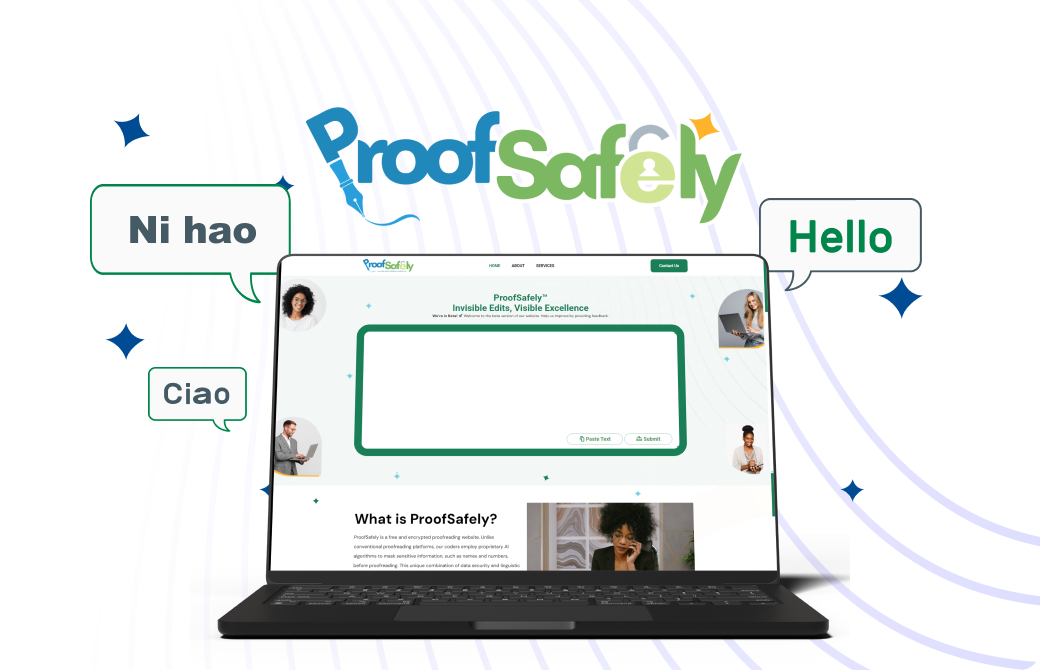 ProofSafely
Ni hao
Hello
Ciao
ProofSafely
HOME ABOUT SERVICES
Contact Us
ProofSafely™
Invisible Edits, Visible Excellence
We're in Beta! Welcome to the beta version of our website. Help us improve by providing feedback.
Paste Text
Submit
What is ProofSafely?
ProofSafely is a free and encrypted proofreading website. Unlike
conventional proofreading platforms, our coders employ proprietary AI
algorithms to mask sensitive information, such as names and numbers,
before proofreading. This unique combination of data security and linguistic